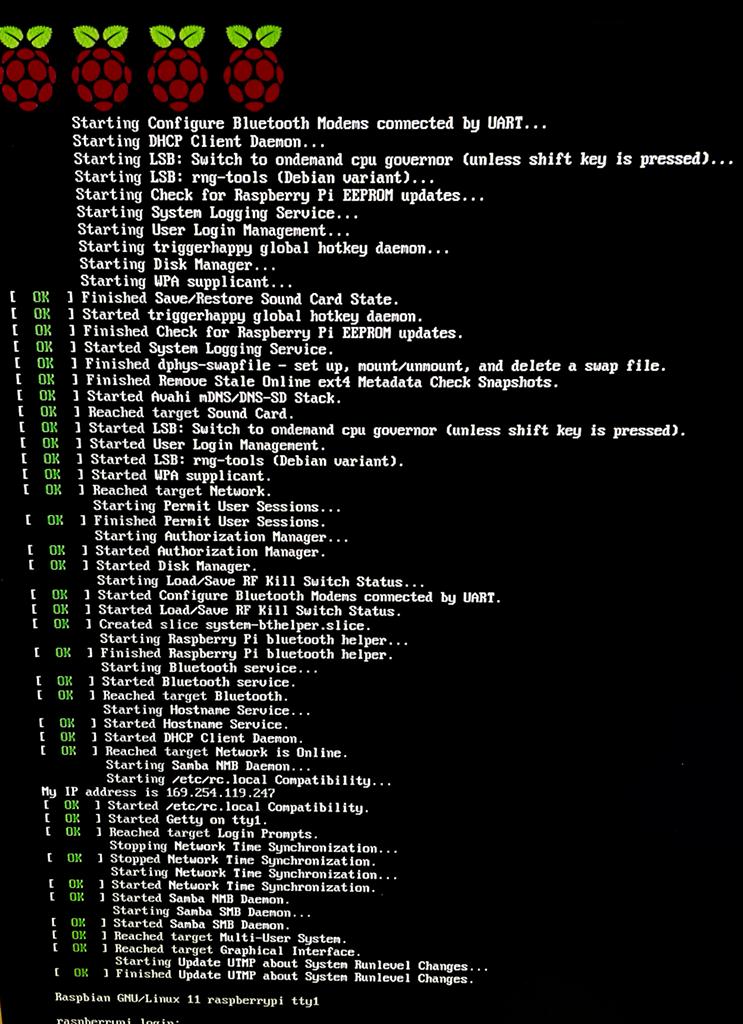 Starting Configure Bluetooth Modems connected by UART...
Starting DHCP Client Daemon...
Starting LSB: Switch to ondemand cpu governor (unless shift key is pressed)...
Starting LSB: rng-tools (Debian variant)...
Starting Check for Raspberry Pi EEPROM updates...
Starting System Logging Service...
Starting User Login Management...
Starting triggerhappy global hotkey daemon...
Starting Disk Manager...
Starting WPA supplicant...
[ OK ] Finished Save/Restore Sound Card State.
[ OK ] Started triggerhappy global hotkey daemon.
[ OK ] Finished Check for Raspberry Pi EEPROM updates.
[ OK ] Started System Logging Service.
[ OK ] Finished dphys-swapfile - set up, mount/unmount, and delete a swap file.
[ OK ] Finished Remove Stale Online ext4 Metadata Check Snapshots.
[ OK ] Started Avahi mDNS/DNS-SD Stack.
[ OK ] Reached target Sound Card.
[ OK ] Started LSB: Switch to ondemand cpu governor (unless shift key is pressed).
[ OK ] Started User Login Management.
[ OK ] Started LSB: rng-tools (Debian variant).
[ OK ] Started WPA supplicant.
[ OK ] Reached target Network.
Starting Permit User Sessions...
[ OK ] Finished Permit User Sessions.
Starting Authorization Manager...
[ OK ] Started Authorization Manager.
[ OK ] Started Disk Manager.
Starting Load/Save RF Kill Switch Status...
[ OK ] Started Configure Bluetooth Modems connected by UART.
[ OK ] Started Load/Save RF Kill Switch Status.
[ OK ] Created slice system-bthelper.slice.
Starting Raspberry Pi bluetooth helper...
[ OK ] Finished Raspberry Pi bluetooth helper.
Starting Bluetooth service...
[ OK ] Started Bluetooth service.
[ OK ] Reached target Bluetooth.
Starting Hostname Service...
[ OK ] Started Hostname Service.
[ OK ] Started DHCP Client Daemon.
[ OK ] Reached target Network is Online.
Starting Samba NMB Daemon...
Starting /etc/rc.local Compatibility...
My IP address is 169.254.119.247
[ OK ] Started /etc/rc.local Compatibility.
[ OK ] Started Getty on tty1.
[ OK ] Reached target Login Prompts.
Stopping Network Time Synchronization...
[ OK ] Stopped Network Time Synchronization.
Starting Network Time Synchronization...
[ OK ] Started Network Time Synchronization.
[ OK ] Started Samba NMB Daemon.
Starting Samba SMB Daemon...
[ OK ] Started Samba SMB Daemon.
[ OK ] Reached target Multi-User System.
[ OK ] Reached target Graphical Interface.
Starting Update UTMP about System Runlevel Changes...
[ OK ] Finished Update UTMP about System Runlevel Changes.
Raspbian GNU/Linux 11 raspberrypi tty1
raspberrypi login: